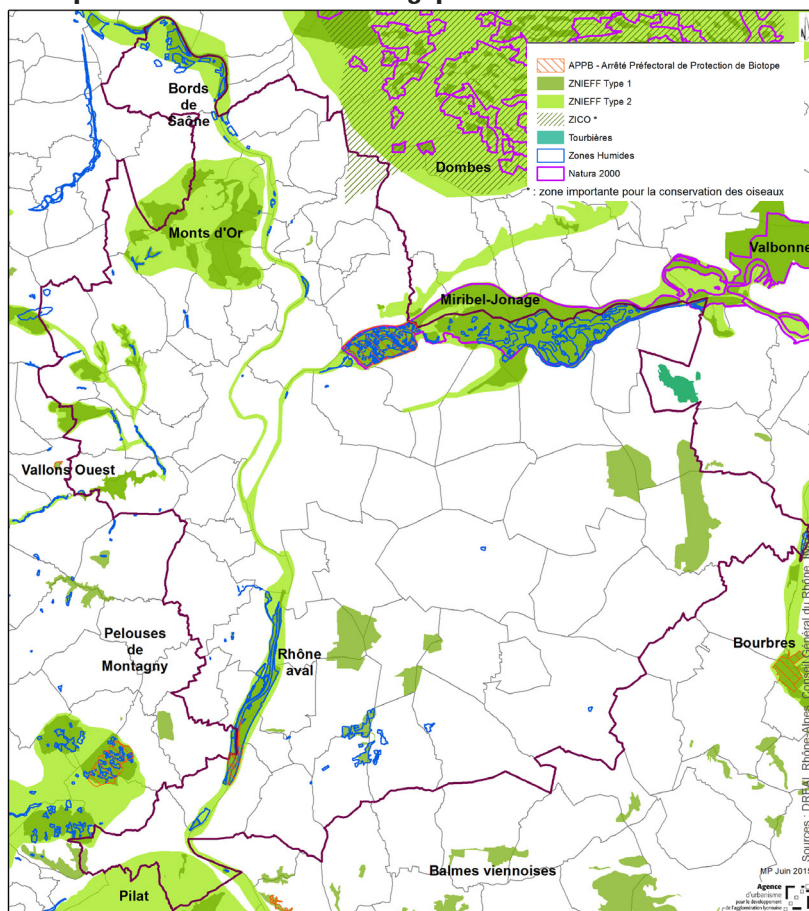 APPB - Arrêté Préfectoral de Protection de Biotope
ZNIEFF Type 1
ZNIEFF Type 2
ZICO *
Tourbières
Zones Humides
Natura 2000
* : zone importante pour la conservation des oiseaux
Bords
de
Saône
Dombes
Monts d'Or
Valbonne
Miribel-Jonage
Vallons Ouest
Pelouses
de
Montagny
Rhône
aval
Bourbres
Balmes viennoises
Pilat
Sources : DREAL Rhône-Alpes, Conseil Général du Rhône,
MP Juin 2015
Agence
d'urbanisme
pour le développement
de l'agglomération lyonnaise